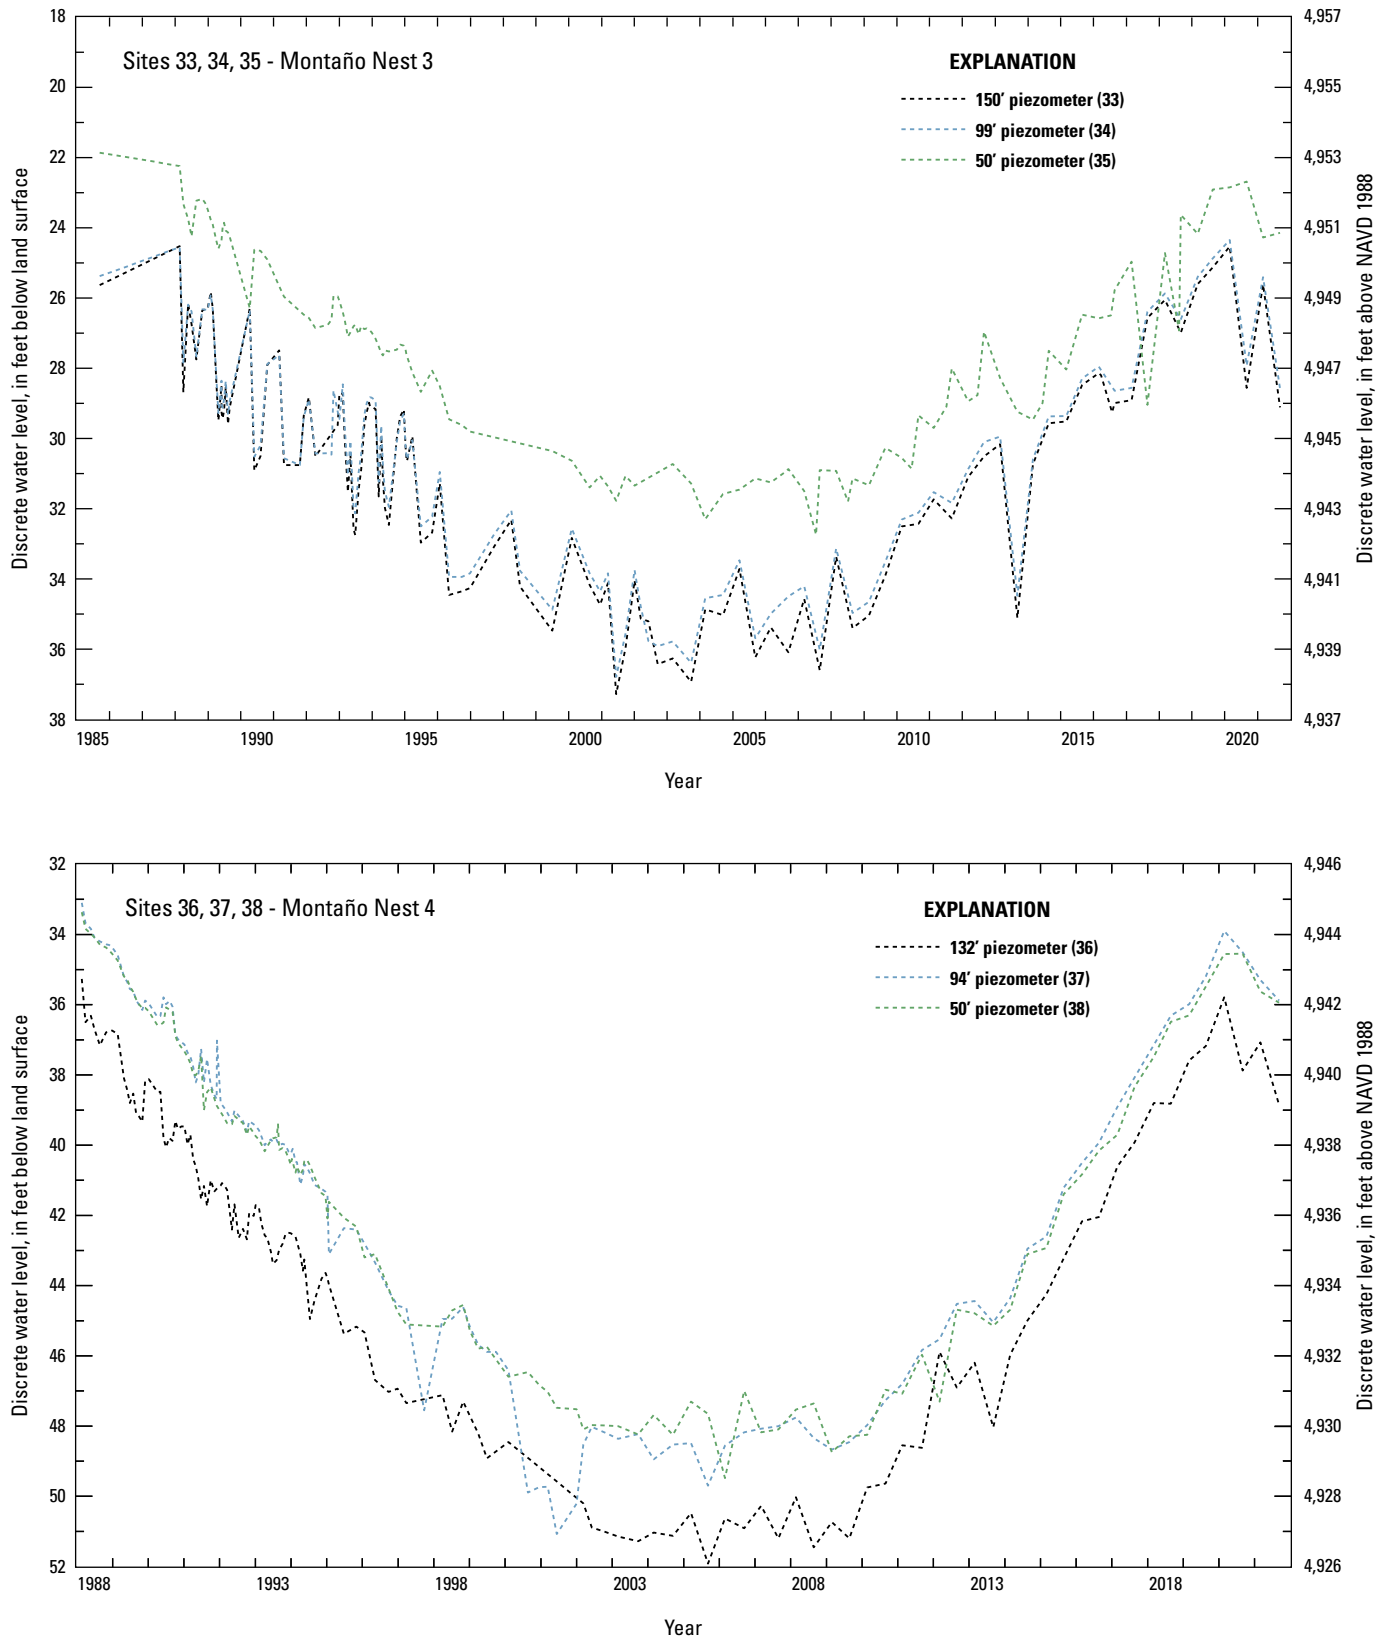 Sites 33, 34, 35 - Montaño Nest 3
EXPLANATION
150′ piezometer (33)
99′ piezometer (34)
50′ piezometer (35)
Discrete water level, in feet below land surface
18
20
22
24
26
28
30
32
34
36
38
Discrete water level, in feet above NAVD 1988
4,957
4,955
4,953
4,951
4,949
4,947
4,945
4,943
4,941
4,939
4,937
1985 1990 1995 2000 2005 2010 2015 2020
Year
Sites 36, 37, 38 - Montaño Nest 4
EXPLANATION
132′ piezometer (36)
94′ piezometer (37)
50′ piezometer (38)
Discrete water level, in feet below land surface
32
34
36
38
40
42
44
46
48
50
52
Discrete water level, in feet above NAVD 1988
4,946
4,944
4,942
4,940
4,938
4,936
4,934
4,932
4,930
4,928
4,926
1988 1993 1998 2003 2008 2013 2018
Year